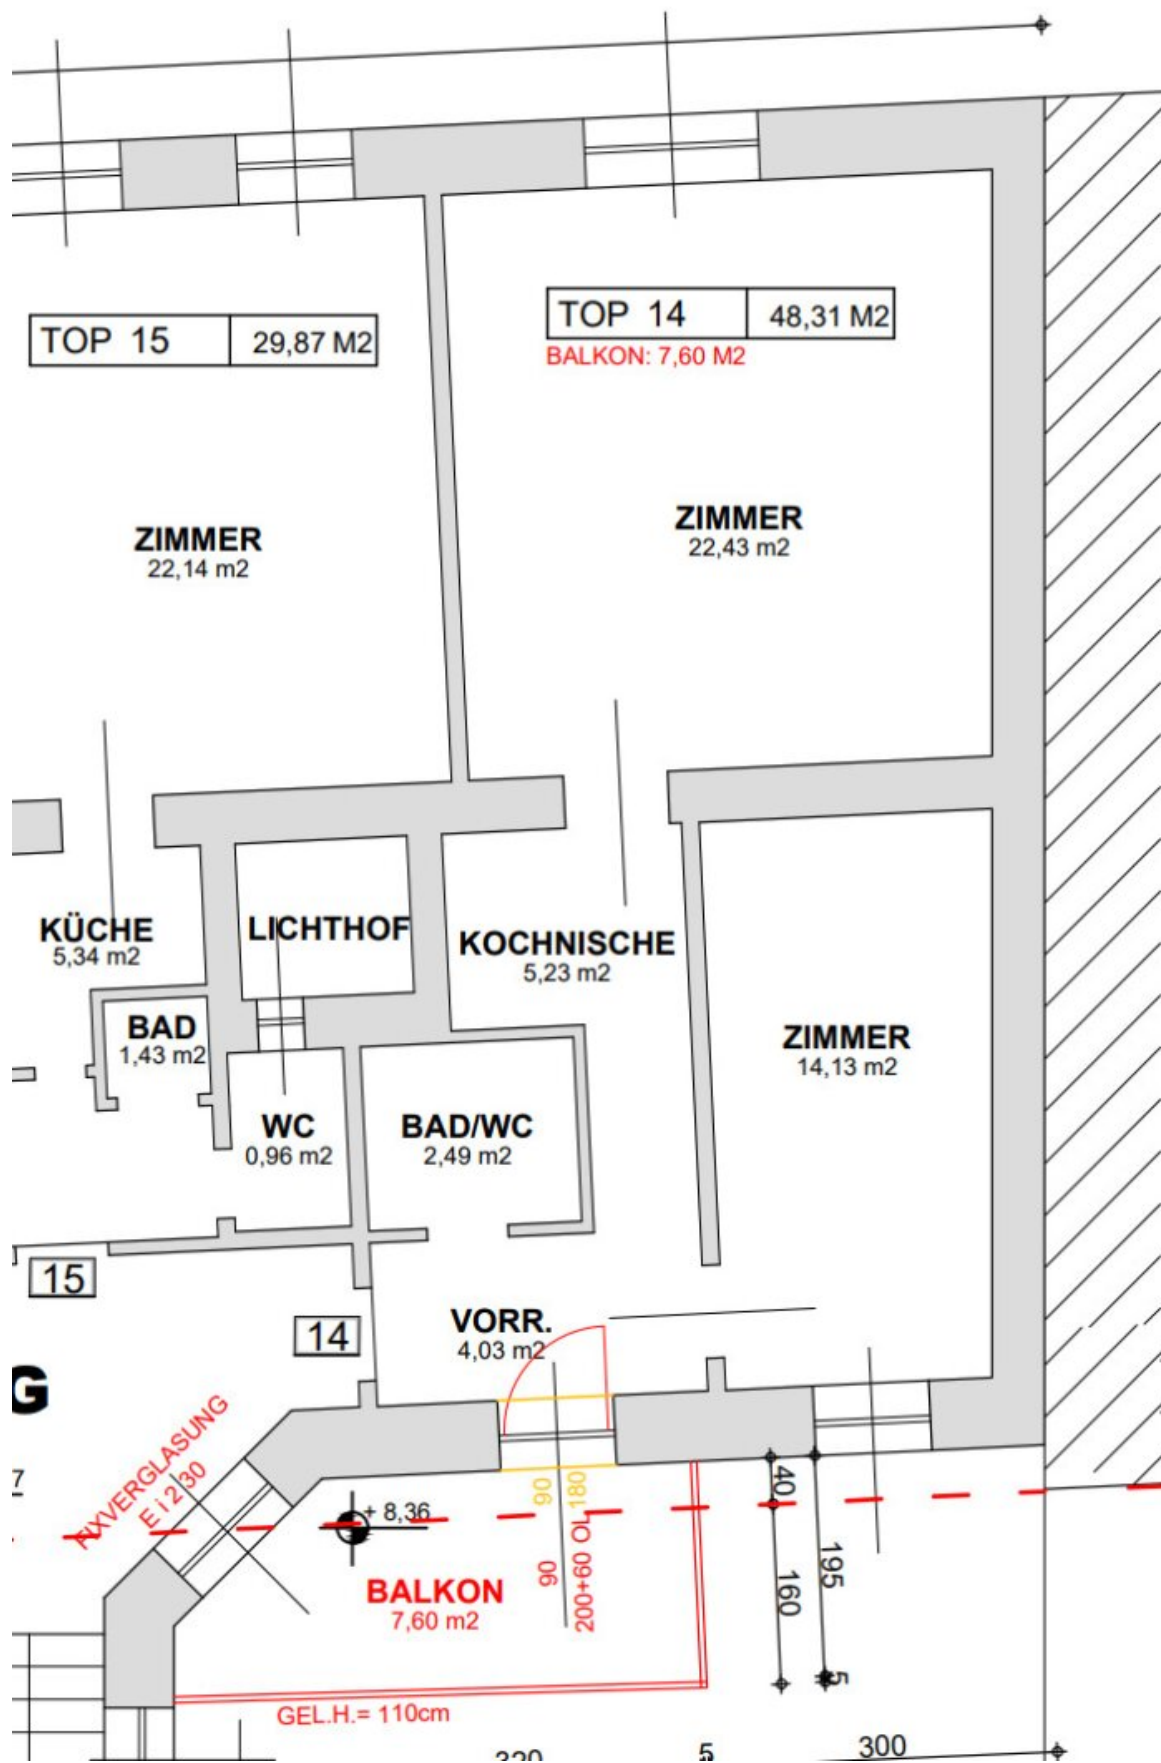 TOP 15 29,87 M2
TOP 14 48,31 M2
BALKON: 7,60 M2
ZIMMER
22,14 m2
ZIMMER
22,43 m2
KÜCHE
5,34 m2
LICHTHOF
KOCHNISCHE
5,23 m2
BAD
1,43 m2
ZIMMER
14,13 m2
WC
0,96 m2
BAD/WC
2,49 m2
15
14
VORR.
4,03 m2
G
FIXVERGLASUNG
E i 2 30
7
+ 8,36
90
180
90
200+60 OL
40
195
160
5
BALKON
7,60 m2
GEL.H.= 110cm
320
5
300